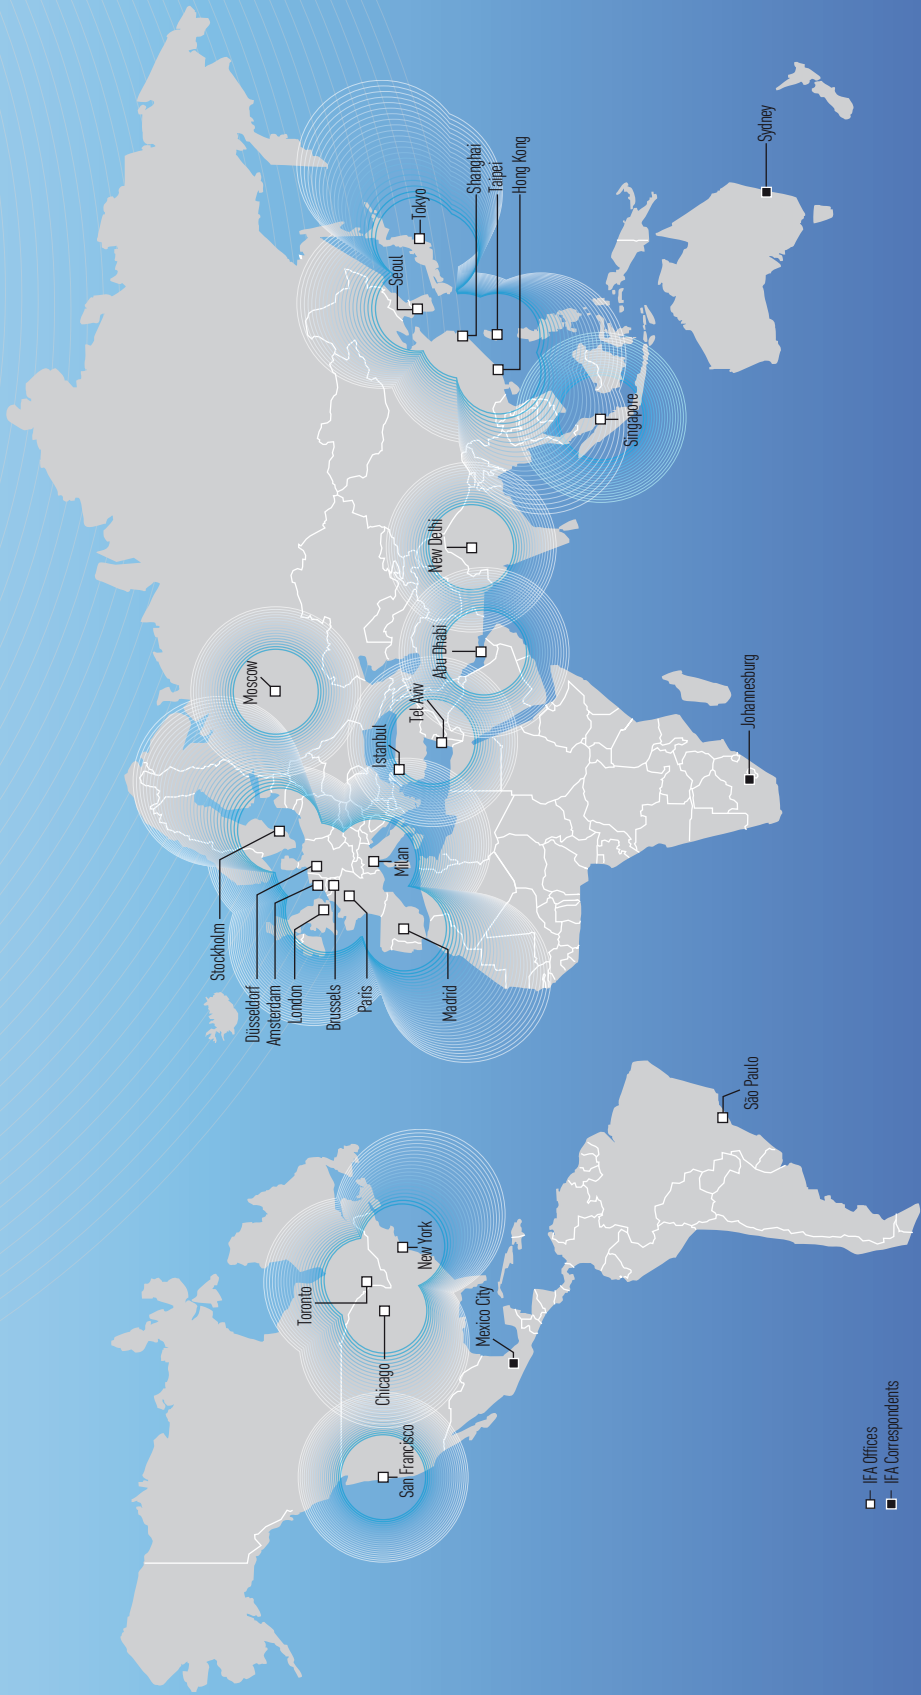 San Francisco
Chicago
Toronto
New York
Mexico City
São Paulo
Stockholm
Düsseldorf
Amsterdam
London
Brussels
Paris
Madrid
Milan
Moscow
Istanbul
Tel Aviv
Abu Dhabi
New Delhi
Johannesburg
Seoul
Tokyo
Shanghai
Taipei
Hong Kong
Singapore
Sydney
IFA Offices
IFA Correspondents